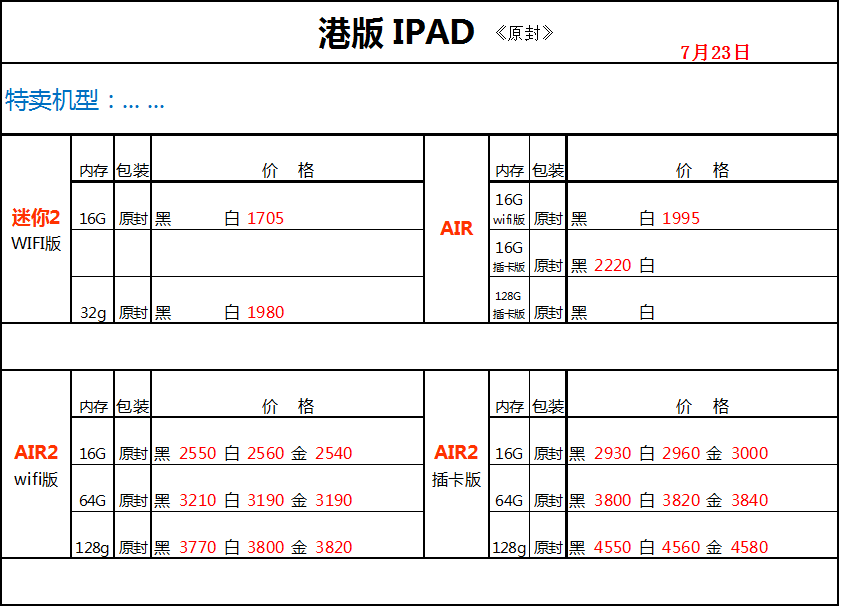 港版 IPAD 《原封》
7月23日
特卖机型：... ...
内存 包装 价 格
迷你2
WIFI版
16G 原封 黑 白 1705
32g 原封 黑 白 1980
内存 包装 价 格
AIR
16G
wifi版 原封 黑 白 1995
16G
插卡版 原封 黑 2220 白
128G
插卡版 原封 黑 白
内存 包装 价 格
AIR2
wifi版
16G 原封 黑 2550 白 2560 金 2540
64G 原封 黑 3210 白 3190 金 3190
128g 原封 黑 3770 白 3800 金 3820
内存 包装 价 格
AIR2
插卡版
16G 原封 黑 2930 白 2960 金 3000
64G 原封 黑 3800 白 3820 金 3840
128g 原封 黑 4550 白 4560 金 4580